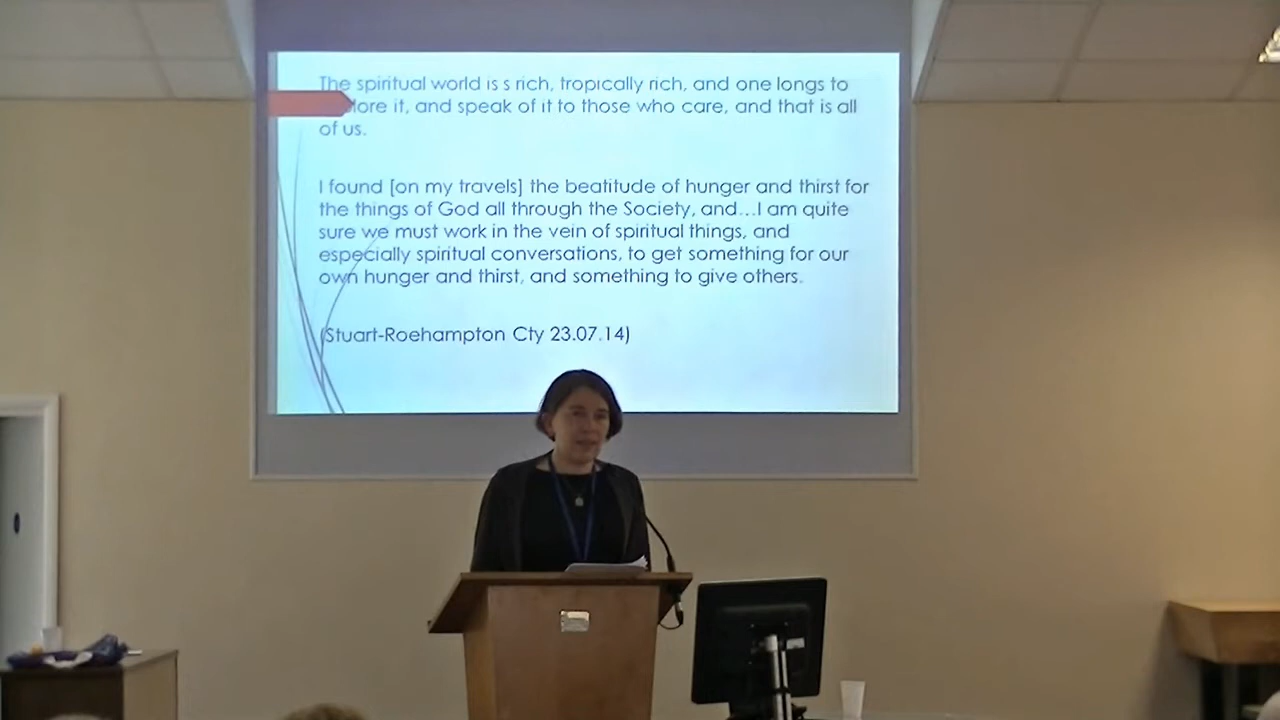 The spiritual world is s rich, tropically rich, and one longs to
lore it, and speak of it to those who care, and that is all
of us.
I found [on my travels] the beatitude of hunger and thirst for
the things of God all through the Society, and...I am quite
sure we must work in the vein of spiritual things, and
especially spiritual conversations, to get something for our
own hunger and thirst, and something to give others.
(Stuart-Roehampton Cty 23.07.14)